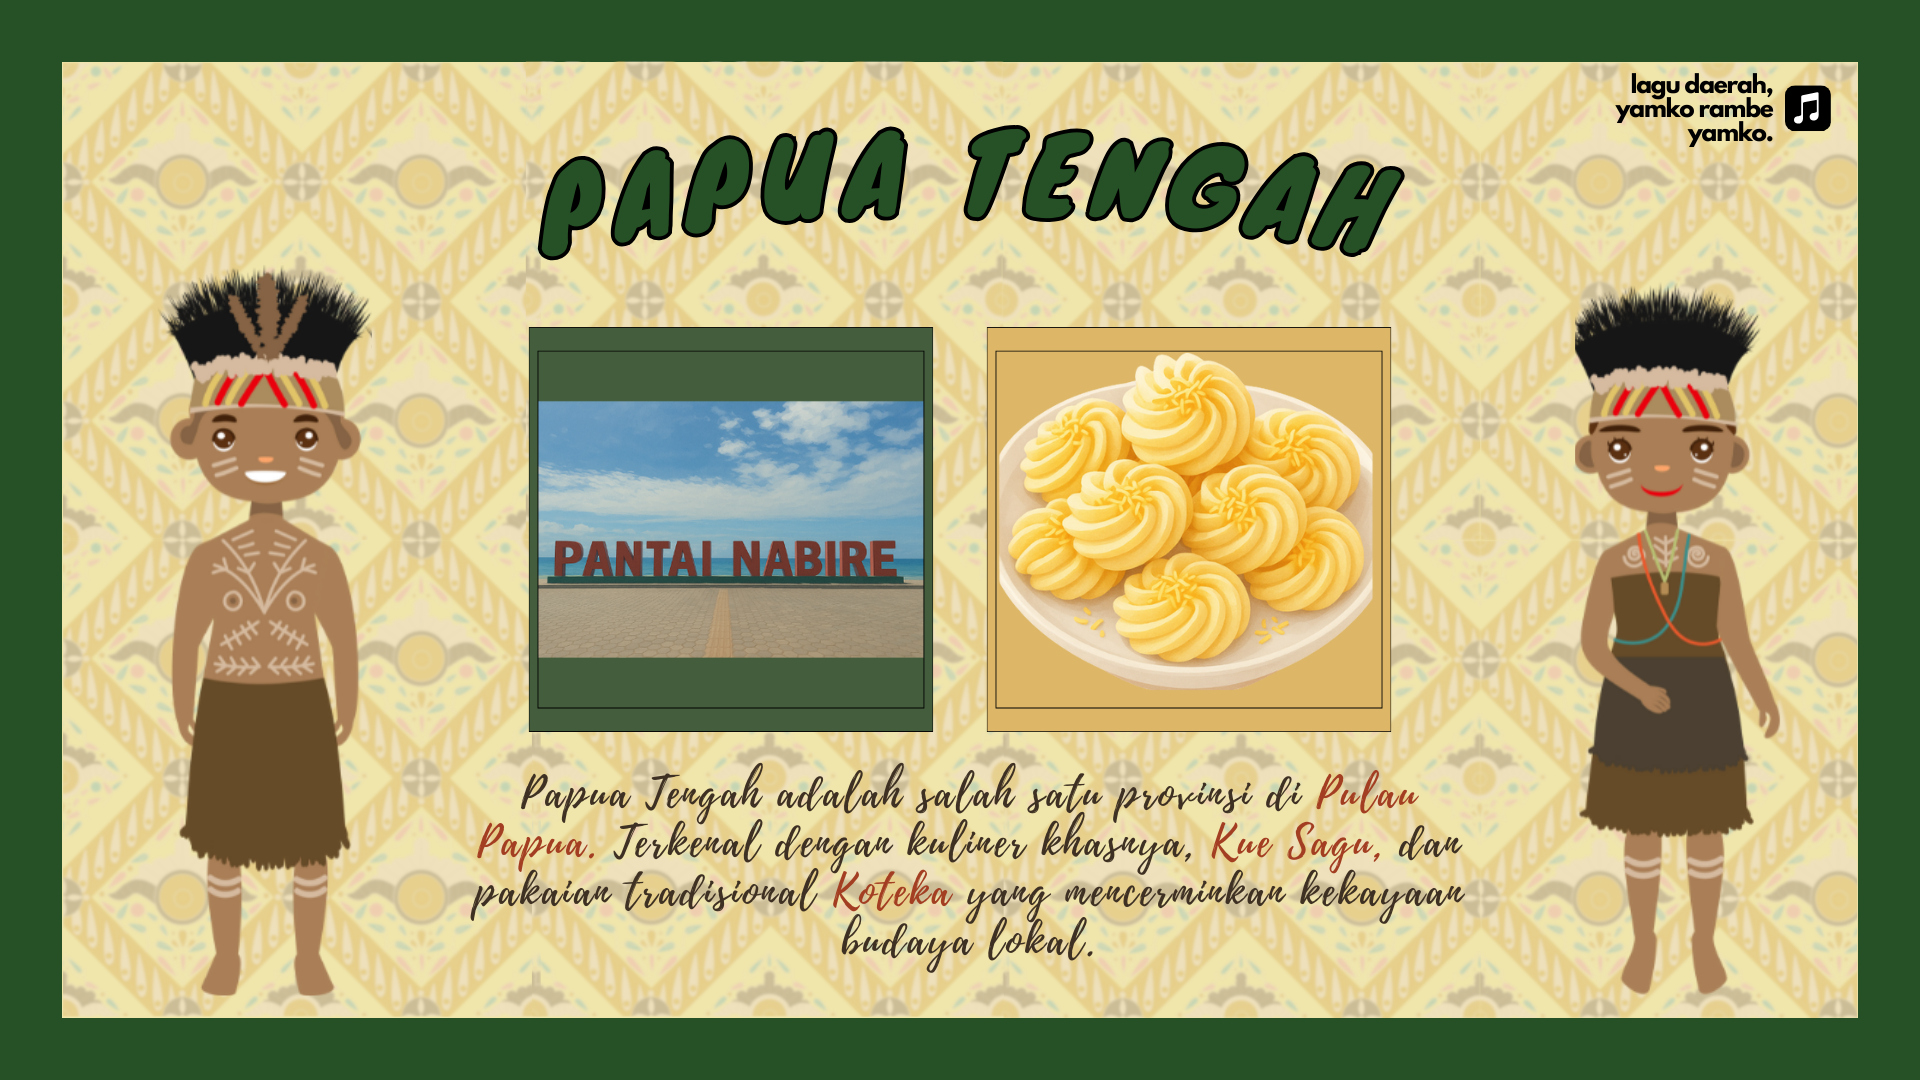 lagu daerah,
yamko rambe
yamko.
PAPUA TENGAH
PANTAI NABIRE
Papua Tengah adalah salah satu provinsi di Pulau
Papua. Terkenal dengan kuliner khasnya, Kue Sagu, dan
pakaian tradisional Koteka yang mencerminkan kekayaan
budaya lokal.